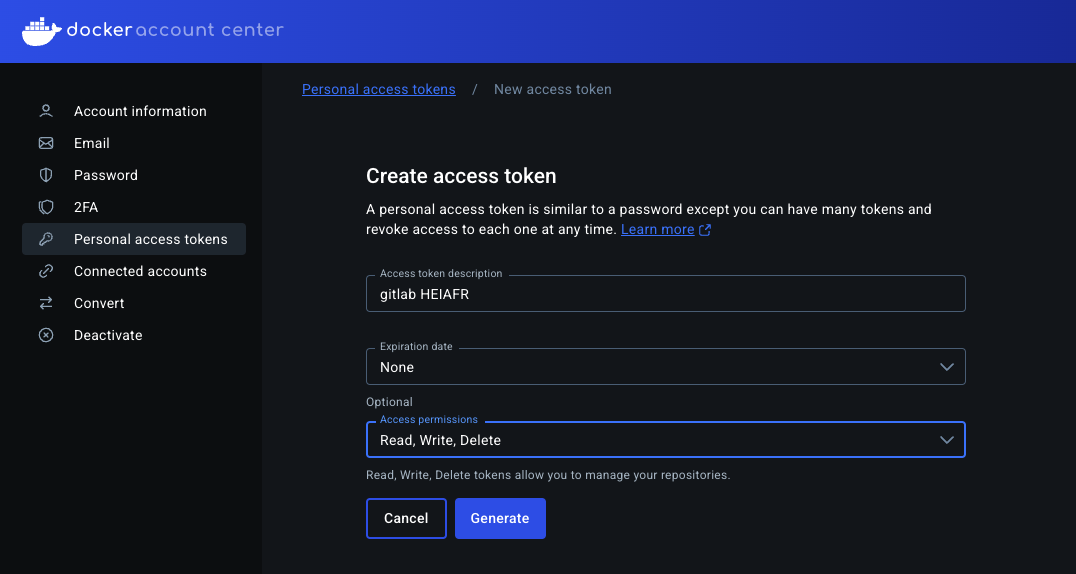 docker account center
Account information
Email
Password
2FA
Personal access tokens
Connected accounts
Convert
Deactivate
Personal access tokens / New access token
Create access token
A personal access token is similar to a password except you can have many tokens and
revoke access to each one at any time. Learn more
Access token description
gitlab HEIAFR
Expiration date
None
Optional
Access permissions
Read, Write, Delete
Read, Write, Delete tokens allow you to manage your repositories.
Cancel Generate